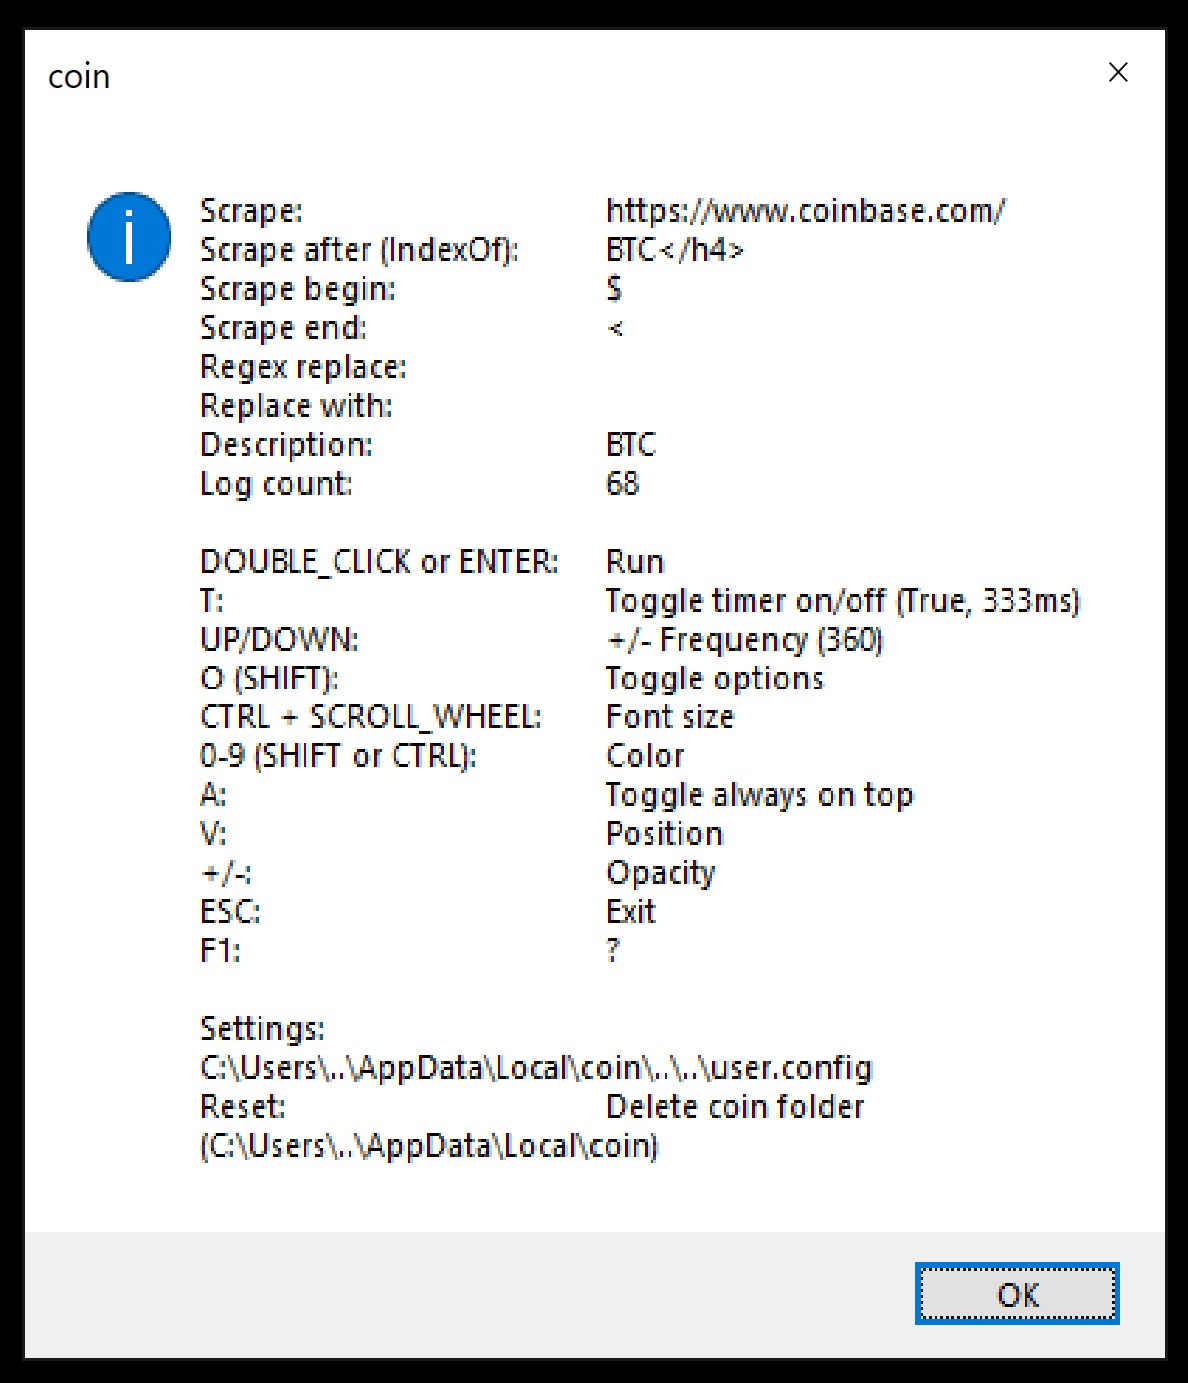 coin
Scrape: https://www.coinbase.com/
Scrape after (IndexOf): BTC</h4>
Scrape begin: $
Scrape end: <
Regex replace:
Replace with:
Description: BTC
Log count: 68
DOUBLE_CLICK or ENTER: Run
T: Toggle timer on/off (True, 333ms)
UP/DOWN: +/- Frequency (360)
O (SHIFT): Toggle options
CTRL + SCROLL_WHEEL: Font size
0-9 (SHIFT or CTRL): Color
A: Toggle always on top
V: Position
+/-: Opacity
ESC: Exit
F1: ?
Settings:
C:\Users\..\AppData\Local\coin\..\..\user.config
Reset: Delete coin folder
(C:\Users\..\AppData\Local\coin)
OK